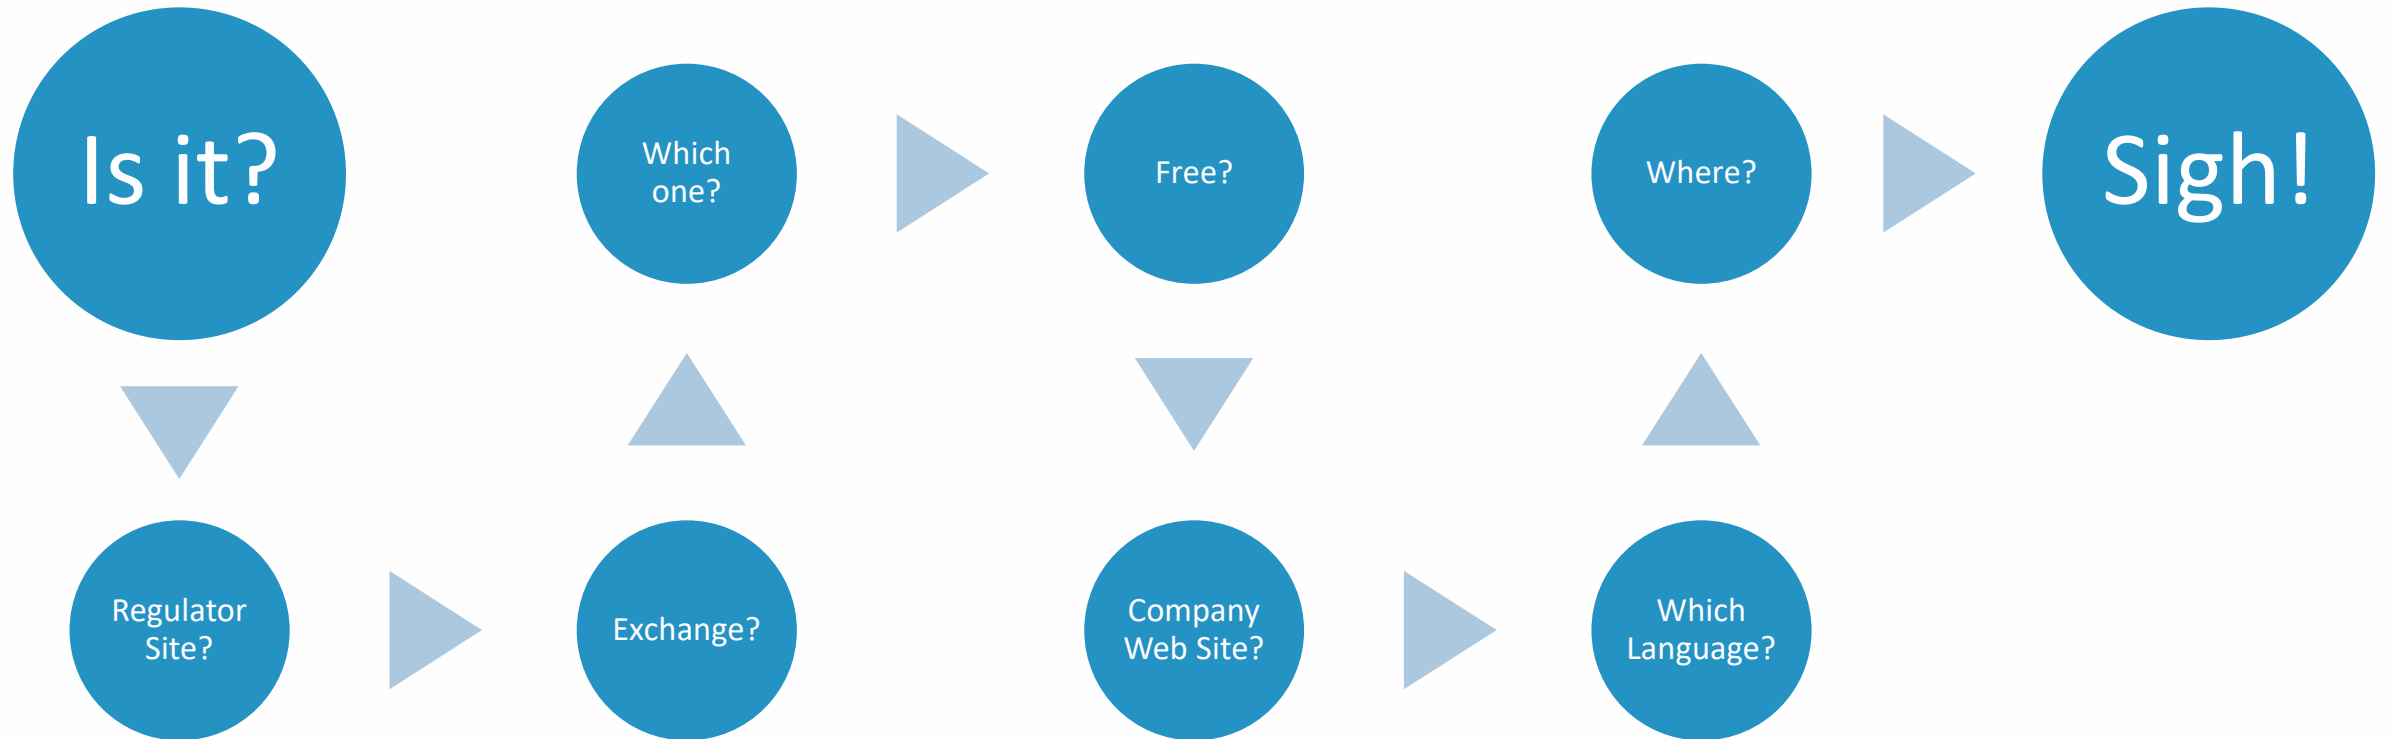 Is it?
Regulator
Site?
Exchange?
Which
one?
Free?
Company
Web Site?
Which
Language?
Where?
Sigh!